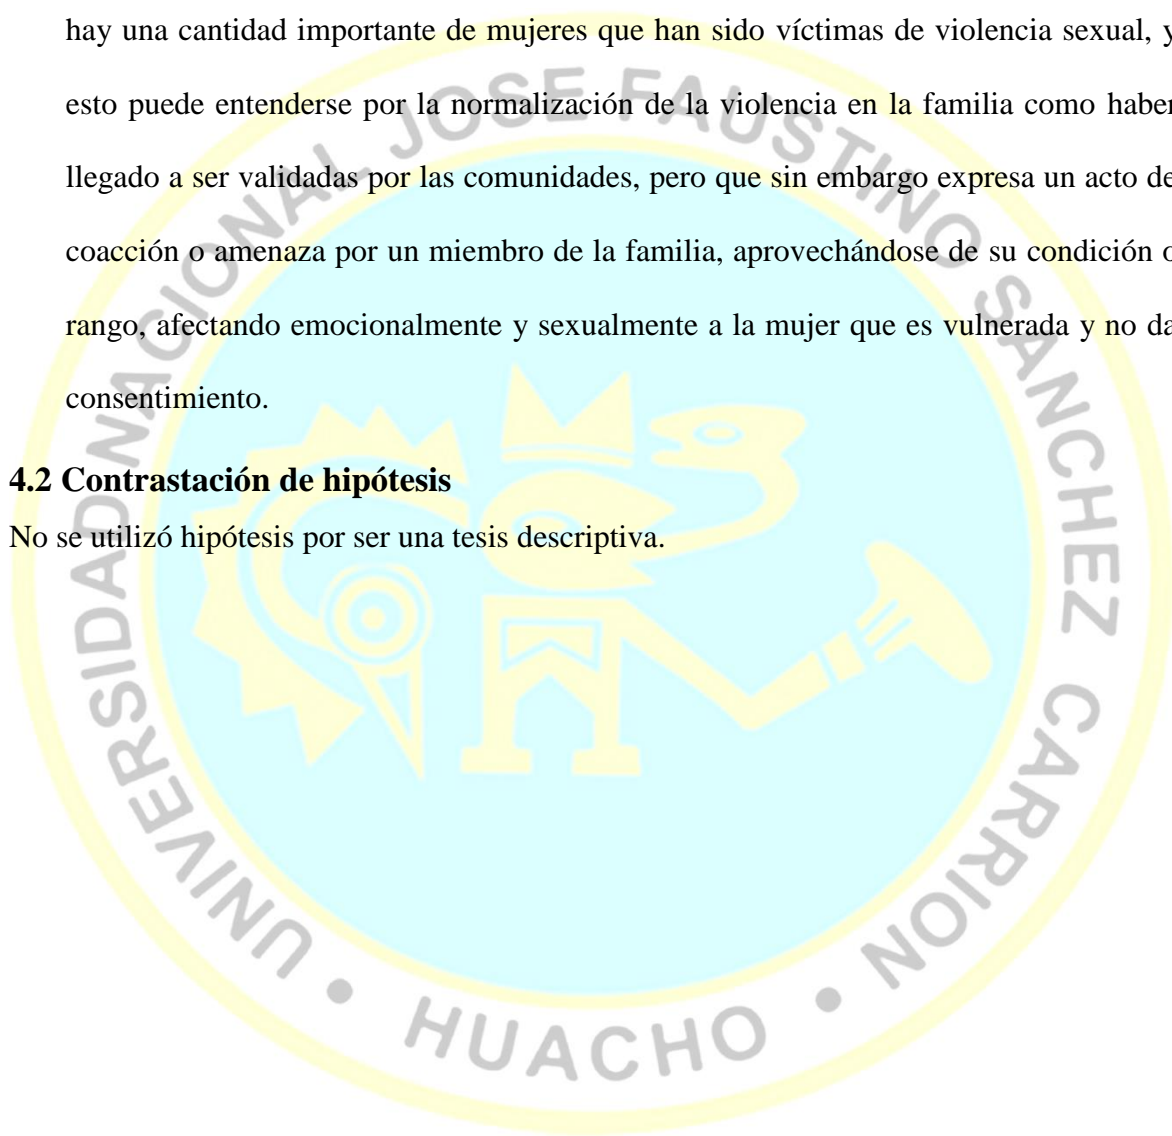 hay una cantidad importante de mujeres que han sido víctimas de violencia sexual, y
esto puede entenderse por la normalización de la violencia en la familia como haber
llegado a ser validadas por las comunidades, pero que sin embargo expresa un acto de
coacción o amenaza por un miembro de la familia, aprovechándose de su condición o
rango, afectando emocionalmente y sexualmente a la mujer que es vulnerada y no da
consentimiento.
4.2 Contrastación de hipótesis
No se utilizó hipótesis por ser una tesis descriptiva.
UNIVERSIDAD NACIONAL JOSE FAUSTINO SANCHEZ CARRION • HUACHO •